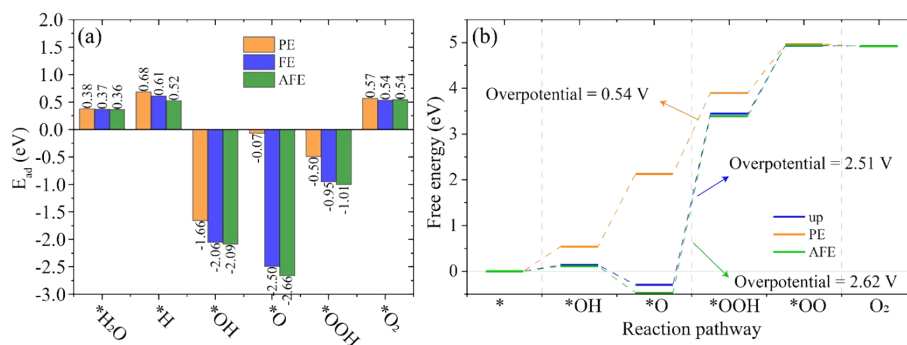 (a)
PE
FE
AFE
E_ad (eV)
2.0
1.5
1.0
0.5
0.0
-0.5
-1.0
-1.5
-2.0
-2.5
-3.0
0.38
0.37
0.36
0.68
0.61
0.52
-1.66
-2.06
-2.09
-0.07
-2.50
-2.66
-0.50
-0.95
-1.01
0.57
0.54
0.54
*H₂O
*H
*OH
*O
*OOH
*O₂
(b)
Free energy (eV)
5
4
3
2
1
0
Overpotential = 0.54 V
Overpotential = 2.51 V
up
PE
AFE
Overpotential = 2.62 V
*
*OH
*O
*OOH
*OO
O₂
Reaction pathway